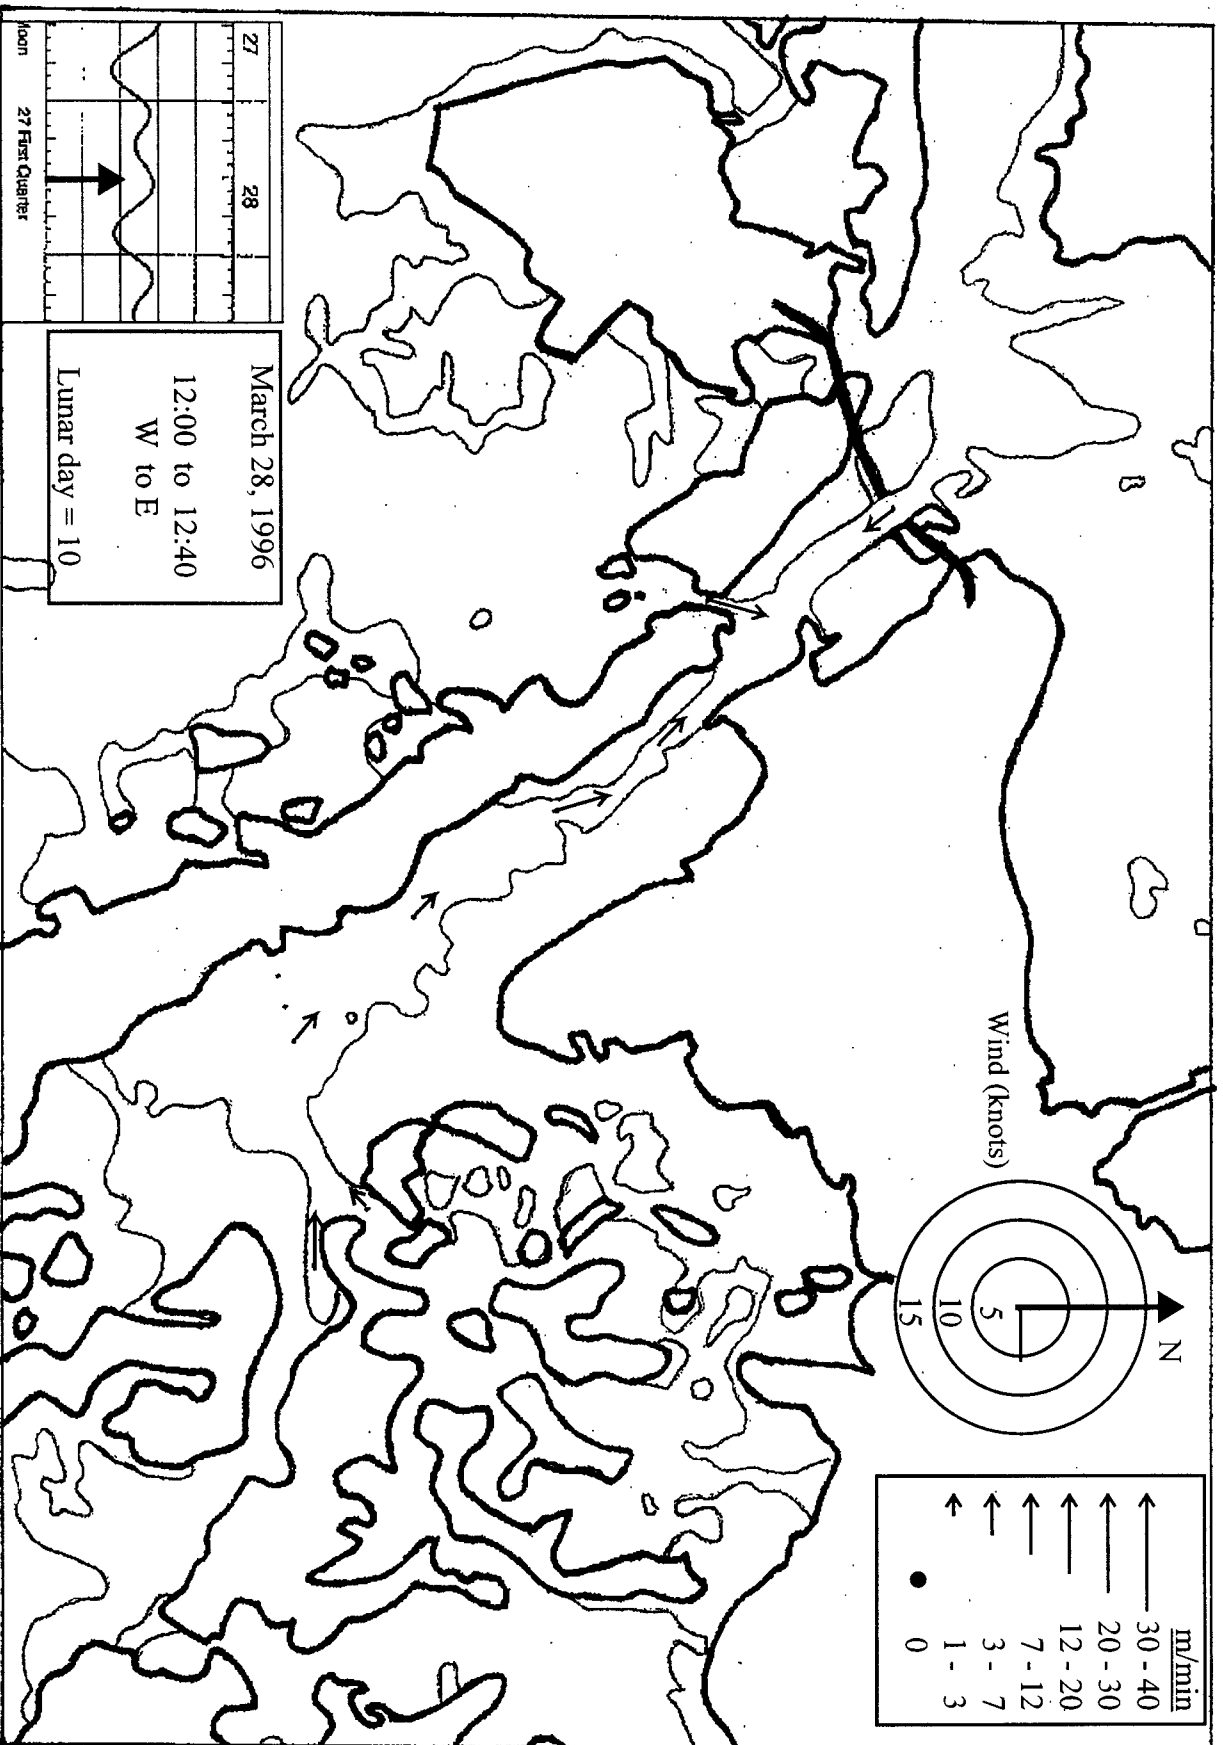 27
28
Moon
27 First Quarter
March 28, 1996
12:00 to 12:40
W to E
Lunar day = 10
Wind (knots)
N
5
10
15
m/min
30 - 40
20 - 30
12 - 20
7 - 12
3 - 7
1 - 3
0